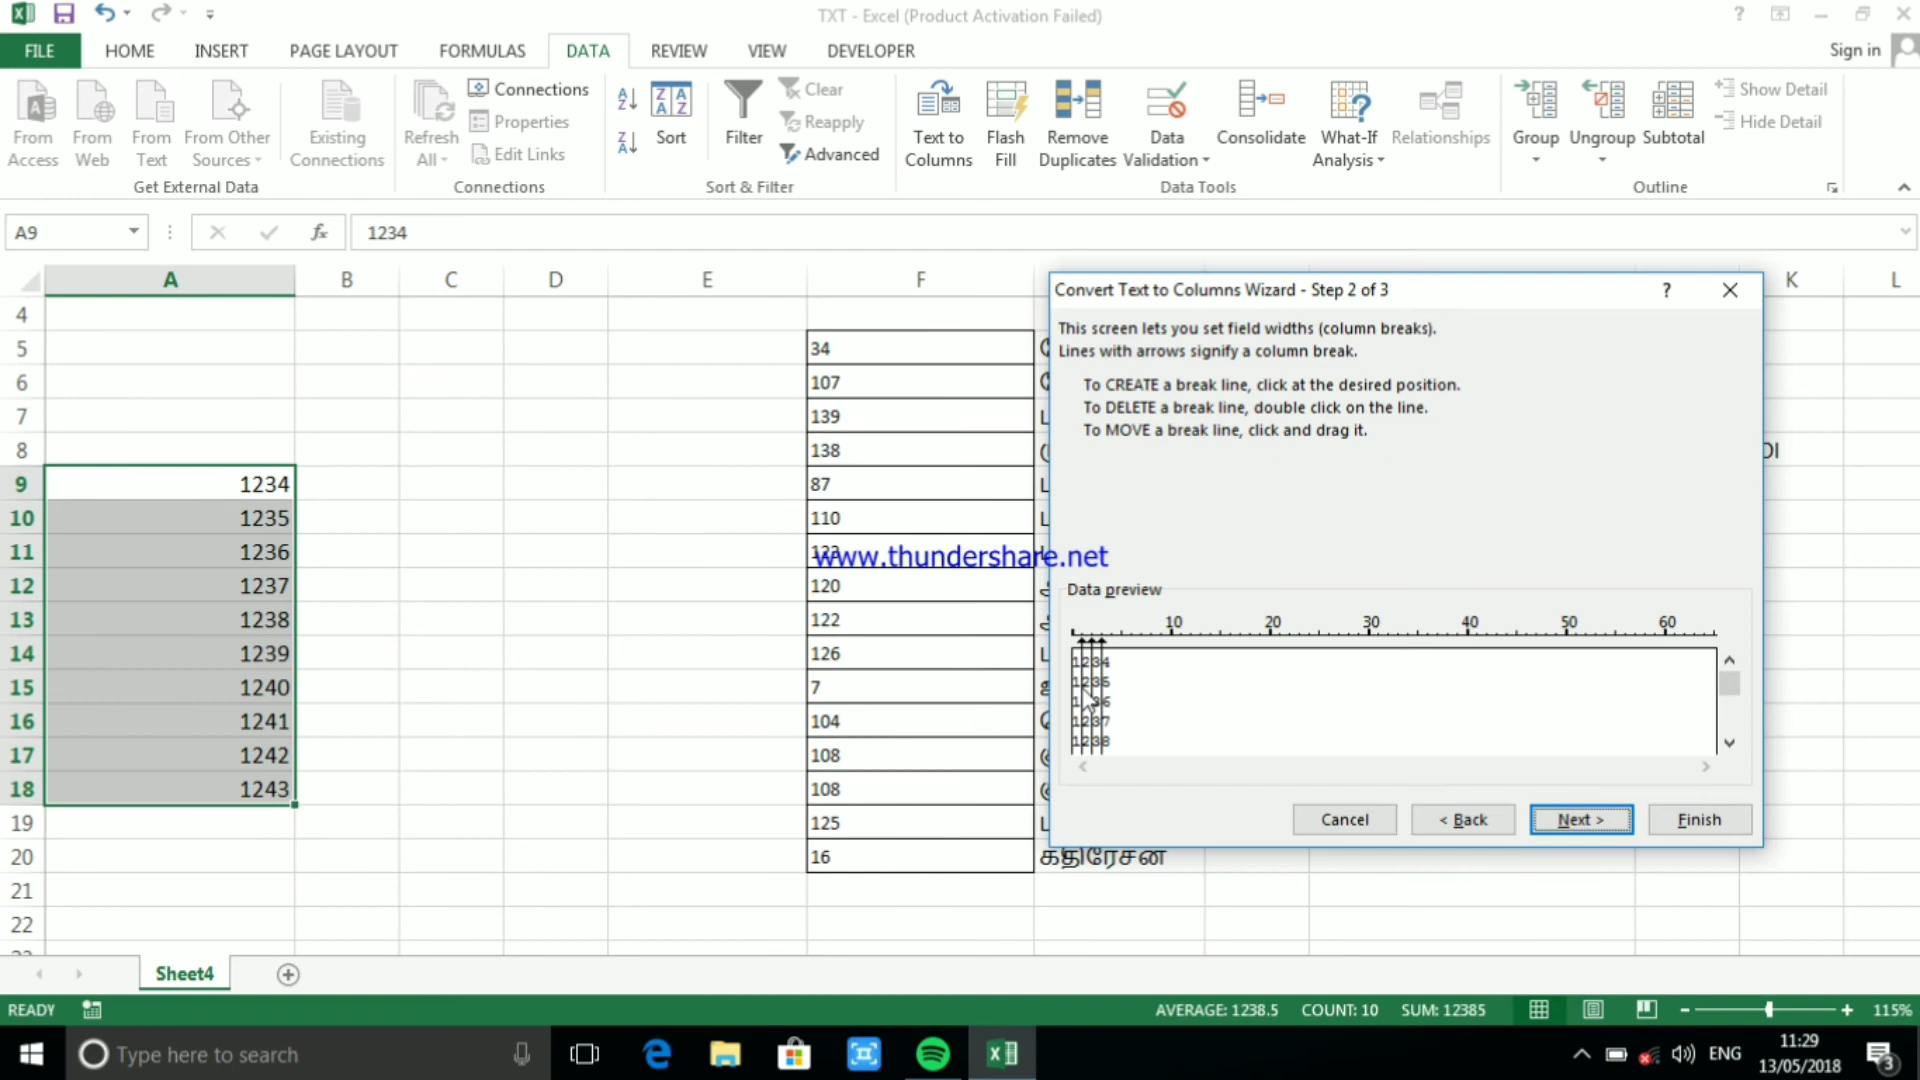 TXT - Excel (Product Activation Failed)
FILE HOME INSERT PAGE LAYOUT FORMULAS DATA REVIEW VIEW DEVELOPER Sign in
From Access
From Web
From Text
From Other Sources
Existing Connections
Get External Data
Refresh All
Connections
Properties
Edit Links
Connections
Sort
Filter
Clear
Reapply
Advanced
Sort & Filter
Text to Columns
Flash Fill
Remove Duplicates
Data Validation
Consolidate
What-If Analysis
Relationships
Data Tools
Group
Ungroup
Subtotal
Show Detail
Hide Detail
Outline
A9 fx 1234
A B C D E F K L
4
5 34
6 107
7 139
8 138
9 1234 87
10 1235 110
11 1236 123
www.thundershare.net
12 1237 120
13 1238 122
14 1239 126
15 1240 7
16 1241 104
17 1242 108
18 1243 108
19 125
20 16 கதிரேசன்
21
22
Convert Text to Columns Wizard - Step 2 of 3
This screen lets you set field widths (column breaks).
Lines with arrows signify a column break.
To CREATE a break line, click at the desired position.
To DELETE a break line, double click on the line.
To MOVE a break line, click and drag it.
Data preview
10 20 30 40 50 60
1234
1235
1 36
1237
1238
Cancel < Back Next > Finish
Sheet4
READY AVERAGE: 1238.5 COUNT: 10 SUM: 12385 115%
Type here to search
ENG
11:29
13/05/2018
3